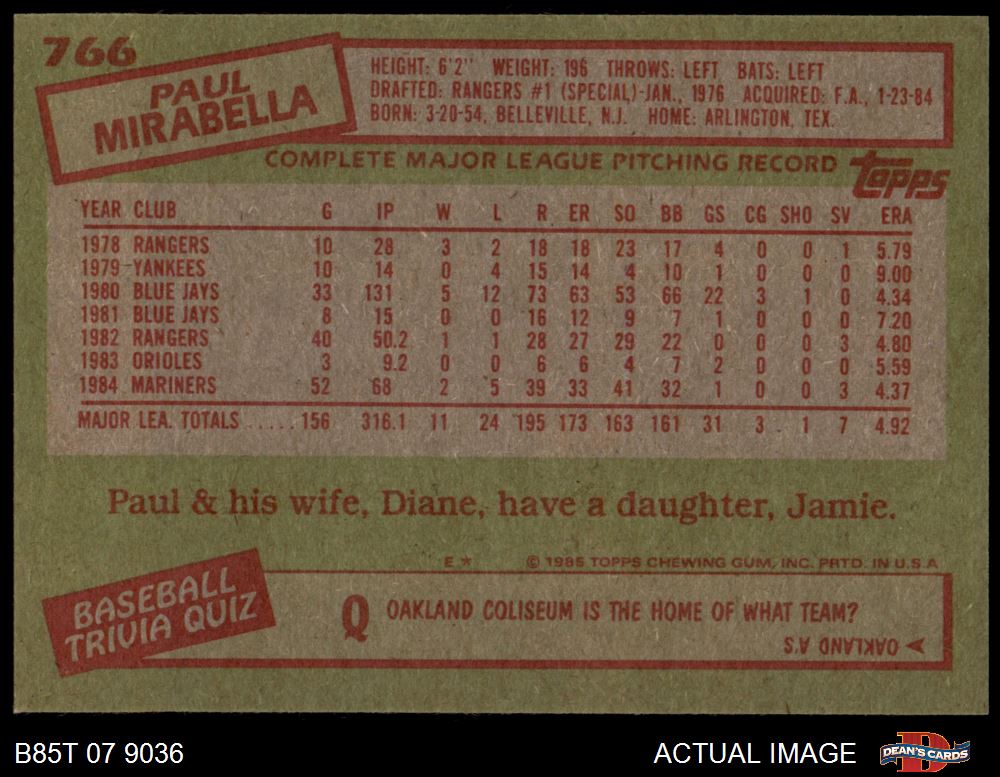 766
PAUL
MIRABELLA
HEIGHT: 6'2" WEIGHT: 196 THROWS: LEFT BATS: LEFT
DRAFTED: RANGERS #1 (SPECIAL)-JAN., 1976 ACQUIRED: F.A., 1-23-84
BORN: 3-20-54, BELLEVILLE, N.J. HOME: ARLINGTON, TEX.
COMPLETE MAJOR LEAGUE PITCHING RECORD
Topps
YEAR CLUB G IP W L R ER SO BB GS CG SHO SV ERA
1978 RANGERS 10 28 3 2 18 18 23 17 4 0 0 1 5.79
1979 YANKEES 10 14 0 4 15 14 4 10 1 0 0 0 9.00
1980 BLUE JAYS 33 131 5 12 73 63 53 66 22 3 1 0 4.34
1981 BLUE JAYS 8 15 0 0 16 12 9 7 1 0 0 0 7.20
1982 RANGERS 40 50.2 1 1 28 27 29 22 0 0 0 3 4.80
1983 ORIOLES 3 9.2 0 0 6 6 4 7 2 0 0 0 5.59
1984 MARINERS 52 68 2 5 39 33 41 32 1 0 0 3 4.37
MAJOR LEA. TOTALS ..... 156 316.1 11 24 195 173 163 161 31 3 1 7 4.92
Paul & his wife, Diane, have a daughter, Jamie.
E * © 1985 TOPPS CHEWING GUM, INC. PRTD. IN U.S.A
BASEBALL
TRIVIA QUIZ
Q OAKLAND COLISEUM IS THE HOME OF WHAT TEAM?
OAKLAND A'S
B85T 07 9036
ACTUAL IMAGE
D
DEAN'S CARDS